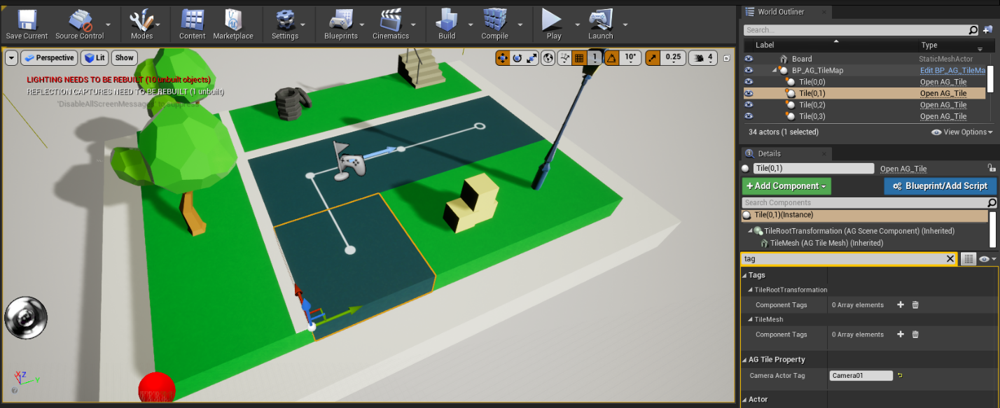 Save Current
Source Control
Modes
Content
Marketplace
Settings
Blueprints
Cinematics
Build
Compile
Play
Launch
Perspective
Lit
Show
1
10°
0.25
4
LIGHTING NEEDS TO BE REBUILT (10 unbuilt objects)
REFLECTION CAPTURES NEED TO BE REBUILT (1 unbuilt)
'DisableAllScreenMessages' to suppress
X Z
Y
World Outliner
Search...
Label Type
Board StaticMeshActor
BP_AG_TileMap Edit BP_AG_TileMa
Tile(0,0) Open AG_Tile
Tile(0,1) Open AG_Tile
Tile(0,2) Open AG_Tile
Tile(0,3) Open AG_Tile
34 actors (1 selected) View Options
Details
Tile(0,1) Open AG_Tile
+Add Component Blueprint/Add Script
Search Components
Tile(0,1)(Instance)
TileRootTransformation (AG Scene Component) (Inherited)
TileMesh (AG Tile Mesh) (Inherited)
tag
Tags
TileRootTransformation
Component Tags 0 Array elements
TileMesh
Component Tags 0 Array elements
AG Tile Property
Camera Actor Tag Camera01
Actor